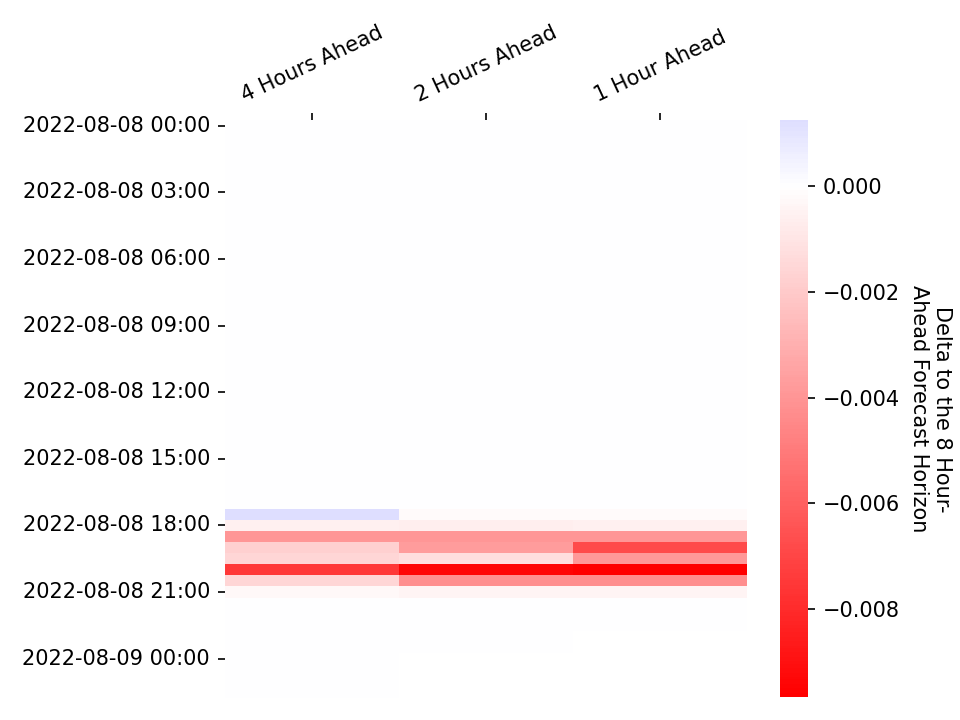 4 Hours Ahead
2 Hours Ahead
1 Hour Ahead
2022-08-08 00:00
2022-08-08 03:00
2022-08-08 06:00
2022-08-08 09:00
2022-08-08 12:00
2022-08-08 15:00
2022-08-08 18:00
2022-08-08 21:00
2022-08-09 00:00
0.000
−0.002
−0.004
−0.006
−0.008
Delta to the 8 Hour-
Ahead Forecast Horizon